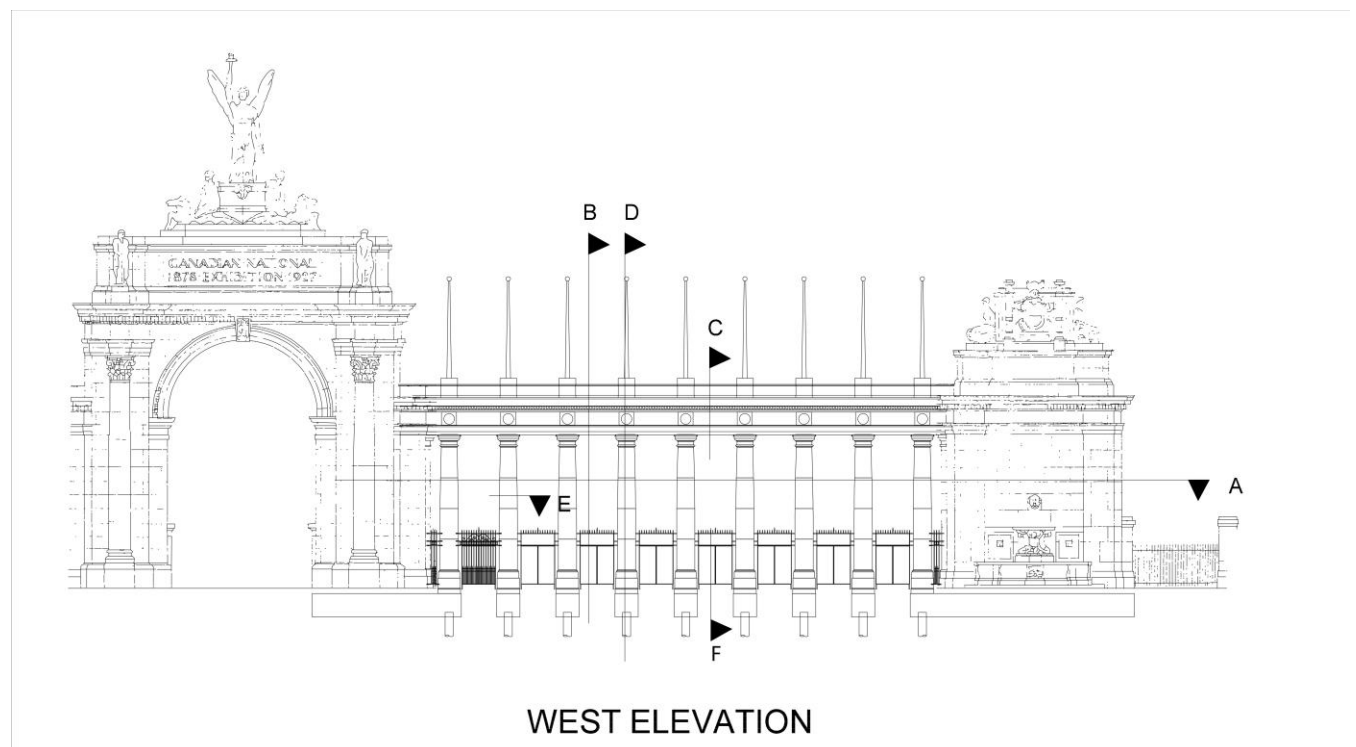 CANADIAN NATIONAL
1878 EXHIBITION 1927
B D
C
A
E
F
WEST ELEVATION